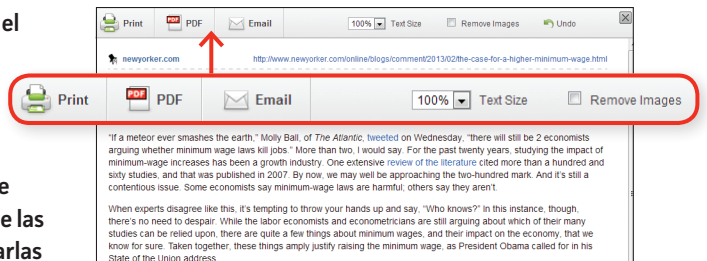 el
Print PDF Email 100% Text Size Remove Images Undo
newyorker.com http://www.newyorker.com/online/blogs/comment/2013/02/the-case-for-a-higher-minimum-wage.html
Print PDF Email 100% Text Size Remove Images
"If a meteor ever smashes the earth," Molly Ball, of The Atlantic, tweeted on Wednesday, "there will still be 2 economists
arguing whether minimum wage laws kill jobs." More than two, I would say. For the past twenty years, studying the impact of
minimum-wage increases has been a growth industry. One extensive review of the literature cited more than a hundred and
sixty studies, and that was published in 2007. By now, we may well be approaching the two-hundred mark. And it's still a
contentious issue. Some economists say minimum-wage laws are harmful; others say they aren't.
e
e las
arlas
When experts disagree like this, it's tempting to throw your hands up and say, "Who knows?" In this instance, though,
there's no need to despair. While the labor economists and econometricians are still arguing about which of their many
studies can be relied upon, there are quite a few things about minimum wages, and their impact on the economy, that we
know for sure. Taken together, these things amply justify raising the minimum wage, as President Obama called for in his
State of the Union address.